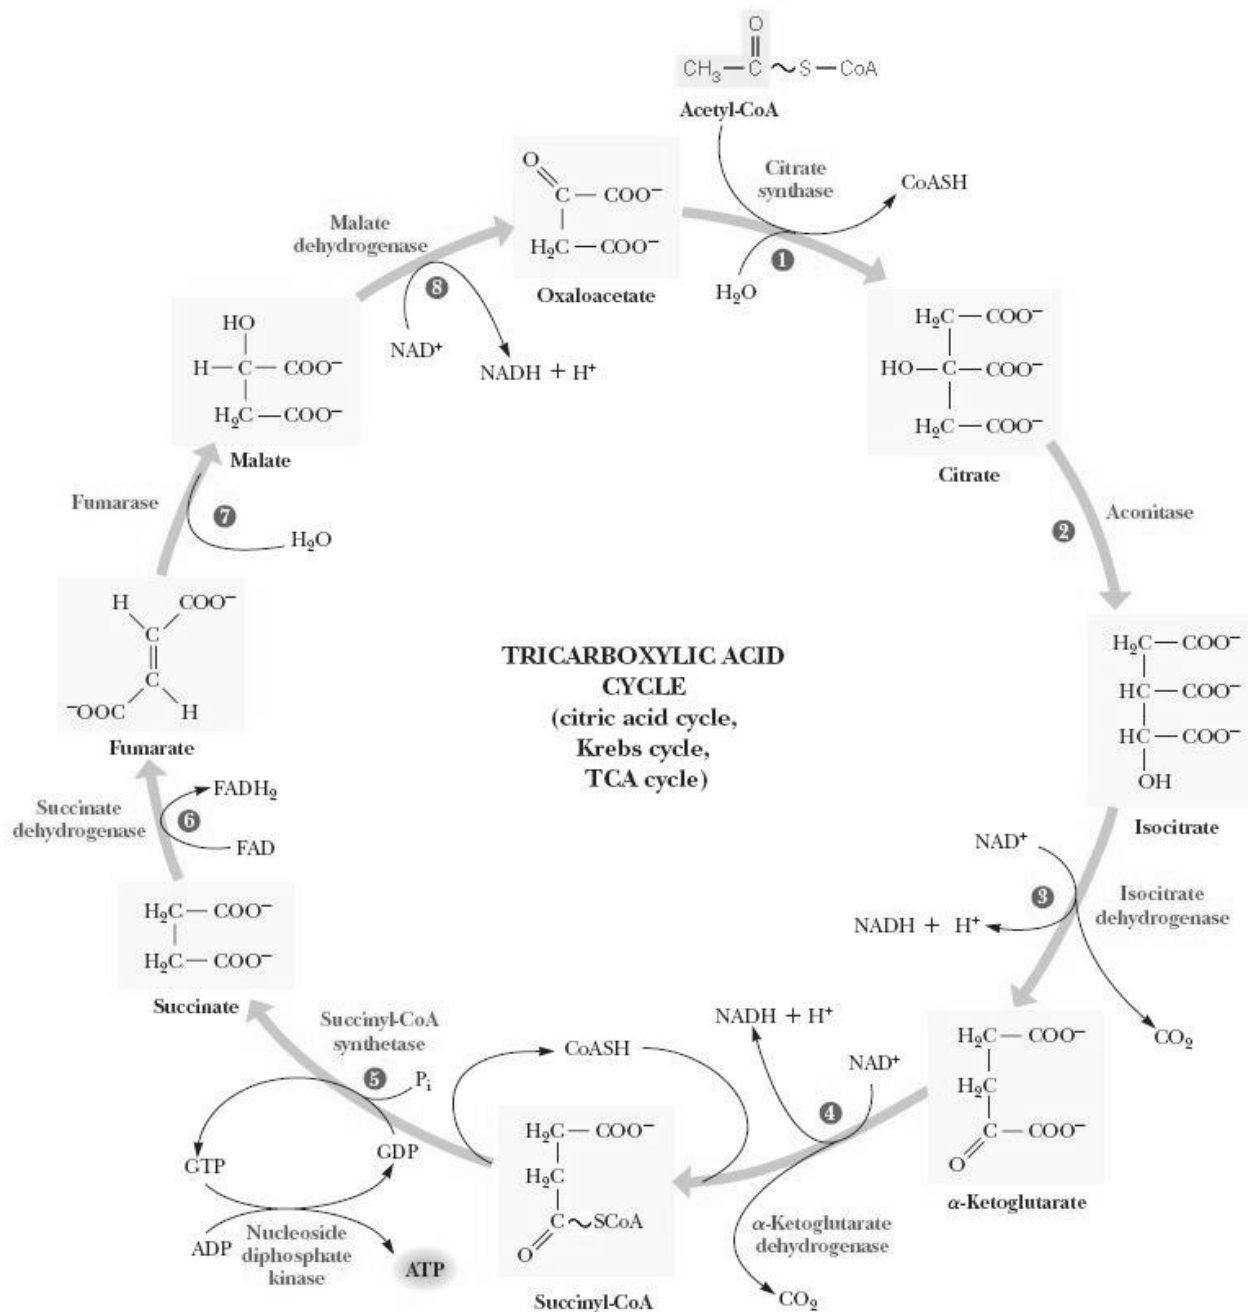 O
CH₃ — C ~ S — CoA
Acetyl-CoA
Citrate
synthase
CoASH
H₂O
1
O
C — COO⁻
H₂C — COO⁻
Oxaloacetate
Malate
dehydrogenase
8
NAD⁺
NADH + H⁺
H₂C — COO⁻
HO — C — COO⁻
H₂C — COO⁻
Citrate
HO
H — C — COO⁻
H₂C — COO⁻
Malate
Aconitase
2
Fumarase
7
H₂O
H COO⁻
C
C
⁻OOC H
Fumarate
TRICARBOXYLIC ACID
CYCLE
(citric acid cycle,
Krebs cycle,
TCA cycle)
H₂C — COO⁻
HC — COO⁻
HC — COO⁻
OH
Isocitrate
NAD⁺
3
Isocitrate
dehydrogenase
NADH + H⁺
CO₂
Succinate
dehydrogenase
6
FADH₂
FAD
H₂C — COO⁻
H₂C — COO⁻
Succinate
H₂C — COO⁻
H₂C
C — COO⁻
O
α-Ketoglutarate
NADH + H⁺
NAD⁺
4
α-Ketoglutarate
dehydrogenase
CO₂
Succinyl-CoA
synthetase
5
Pᵢ
CoASH
H₂C — COO⁻
H₂C
C ~ SCoA
O
Succinyl-CoA
GTP
GDP
ADP
Nucleoside
diphosphate
kinase
ATP